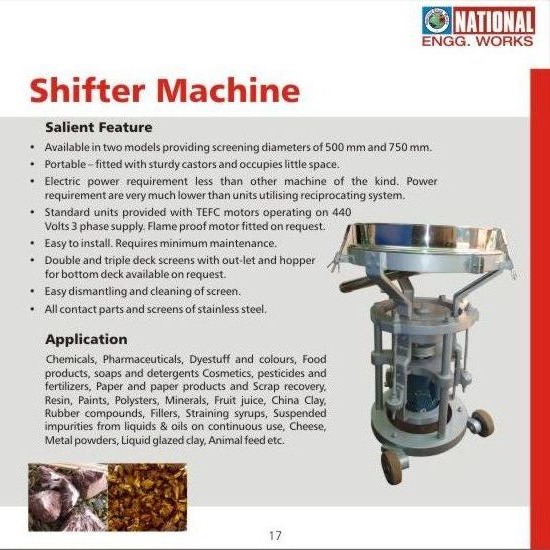 NATIONAL
ENGG. WORKS
Shifter Machine
Salient Feature
• Available in two models providing screening diameters of 500 mm and 750 mm.
• Portable – fitted with sturdy castors and occupies little space.
• Electric power requirement less than other machine of the kind. Power
requirement are very much lower than units utilising reciprocating system.
• Standard units provided with TEFC motors operating on 440
Volts 3 phase supply. Flame proof motor fitted on request.
• Easy to install. Requires minimum maintenance.
• Double and triple deck screens with out-let and hopper
for bottom deck available on request.
• Easy dismantling and cleaning of screen.
• All contact parts and screens of stainless steel.
Application
Chemicals, Pharmaceuticals, Dyestuff and colours, Food
products, soaps and detergents Cosmetics, pesticides and
fertilizers, Paper and paper products and Scrap recovery,
Resin, Paints, Polysters, Minerals, Fruit juice, China Clay,
Rubber compounds, Fillers, Straining syrups, Suspended
impurities from liquids & oils on continuous use, Cheese,
Metal powders, Liquid glazed clay, Animal feed etc.
17